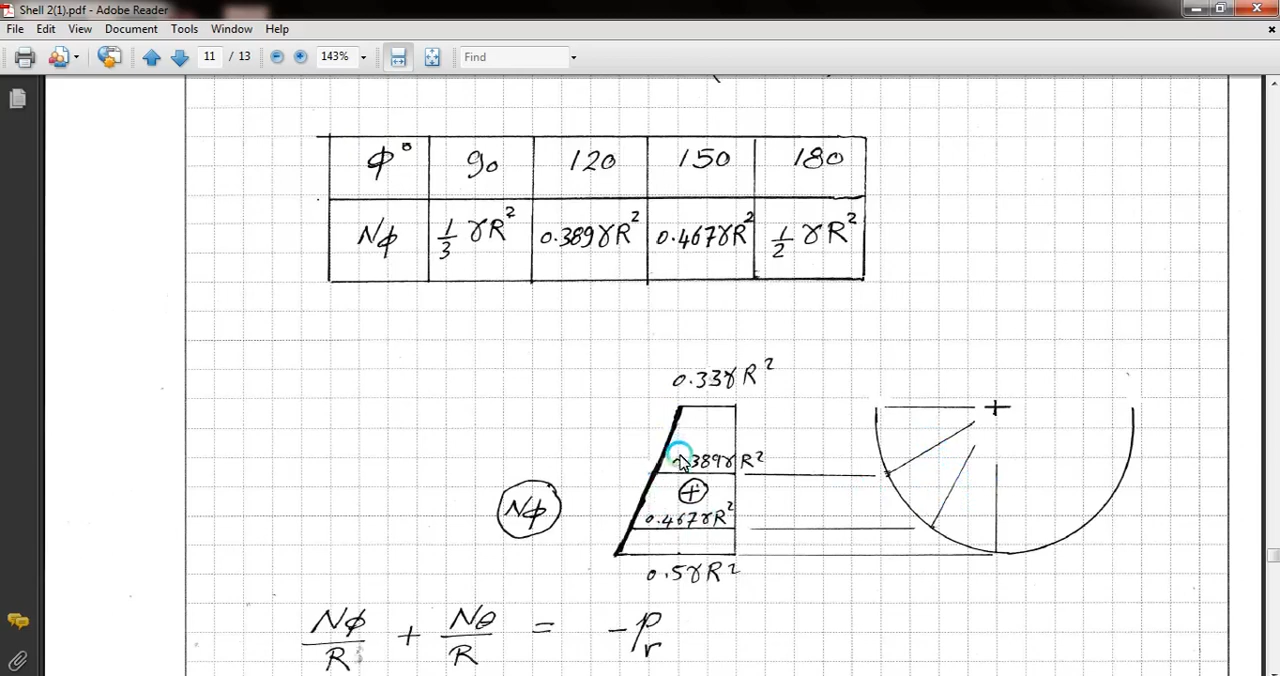 Shell 2(1).pdf - Adobe Reader
File Edit View Document Tools Window Help
11 / 13 143% Find
ϕ° 90 120 150 180
Nϕ 1/3 γR² 0.389γR² 0.467γR² 1/2 γR²
0.33γR²
.389γR²
+
Nϕ
0.467γR²
0.5γR²
Nϕ/R + Nθ/R = -Pr